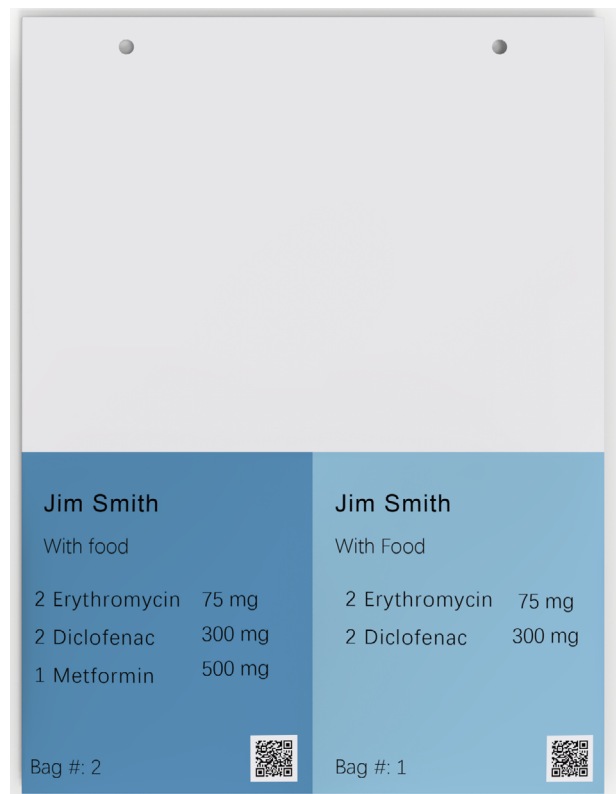 Jim Smith
With food
2 Erythromycin 75 mg
2 Diclofenac 300 mg
1 Metformin 500 mg
Bag #: 2
Jim Smith
With Food
2 Erythromycin 75 mg
2 Diclofenac 300 mg
Bag #: 1